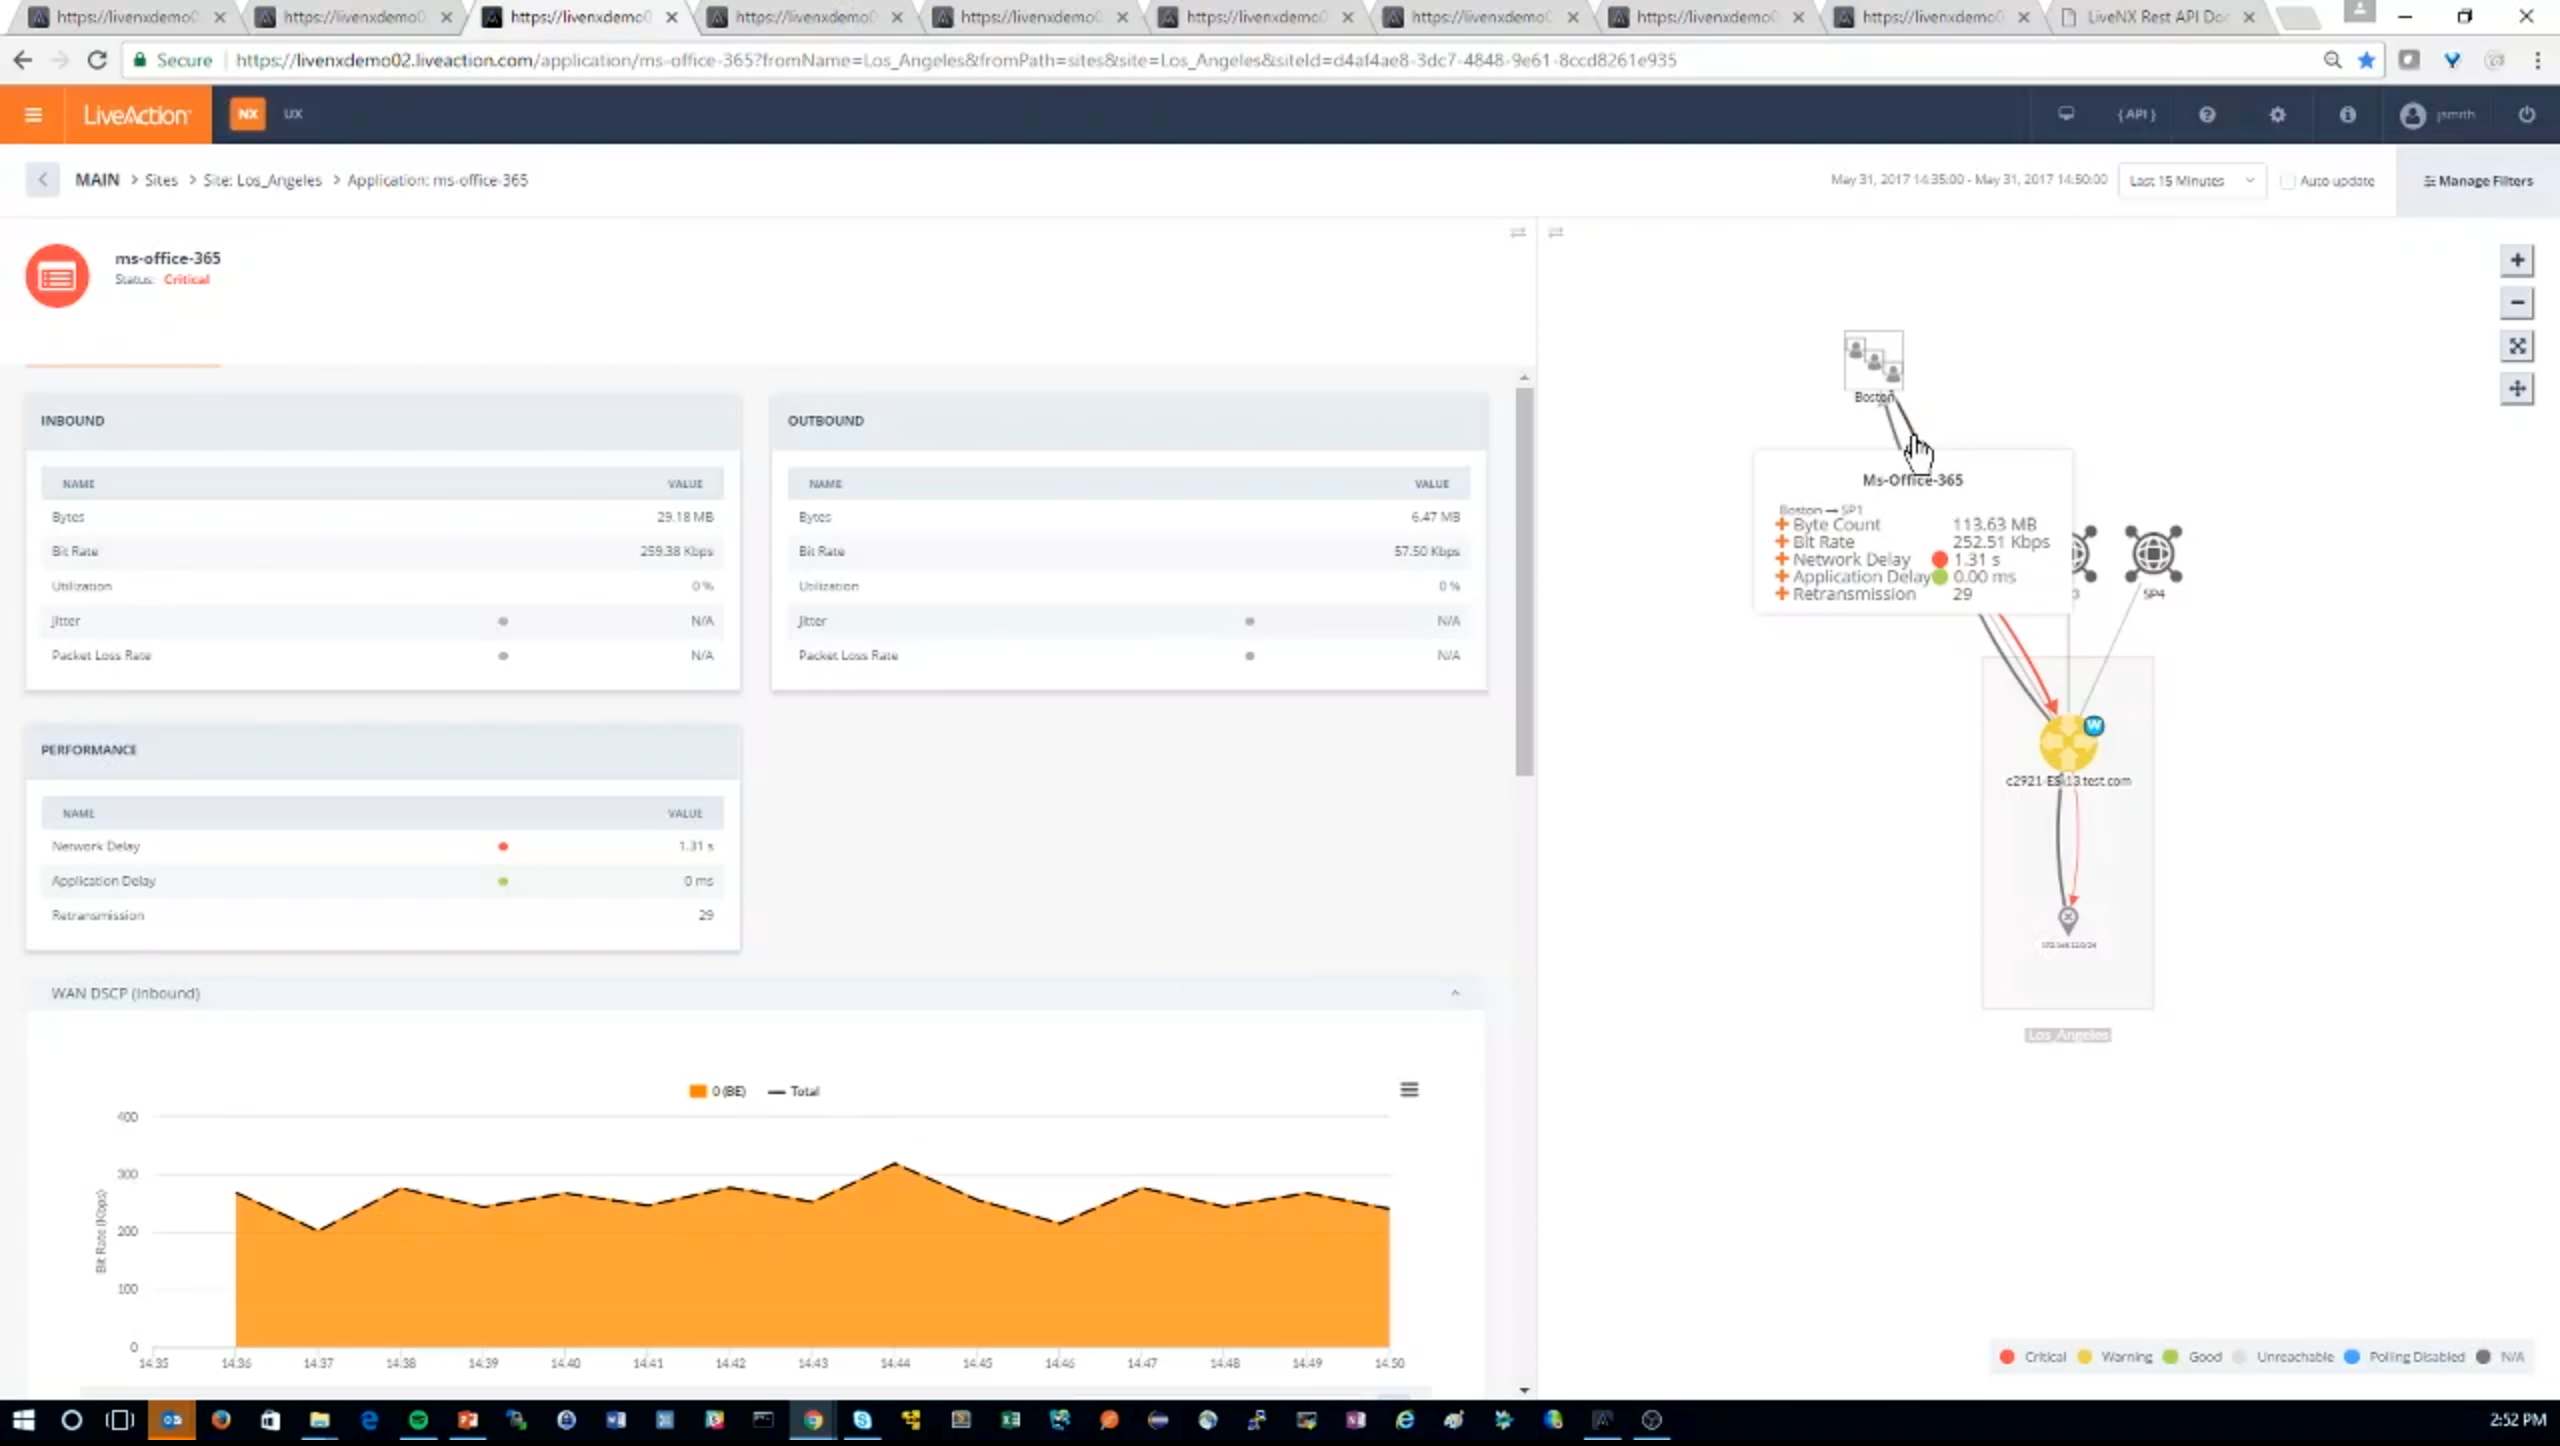 https://livenxdemo0 https://livenxdemo0 https://livenxdemo0 https://livenxdemo0 https://livenxdemo0 https://livenxdemo0 https://livenxdemo0 https://livenxdemo0 https://livenxdemo0 LiveNX Rest API Do
Secure https://livenxdemo02.liveaction.com/application/ms-office-365?fromName=Los_Angeles&fromPath=sites&site=Los_Angeles&siteId=d4af4ae8-3dc7-4848-9e61-8ccd8261e935
LiveAction NX UX {API} jsmith
MAIN > Sites > Site: Los_Angeles > Application: ms-office-365
May 31, 2017 14:35:00 - May 31, 2017 14:50:00 Last 15 Minutes Auto update Manage Filters
ms-office-365
Status: Critical
INBOUND
NAME VALUE
Bytes 29.18 MB
Bit Rate 259.38 Kbps
Utilization 0 %
Jitter N/A
Packet Loss Rate N/A
OUTBOUND
NAME VALUE
Bytes 6.47 MB
Bit Rate 57.50 Kbps
Utilization 0 %
Jitter N/A
Packet Loss Rate N/A
PERFORMANCE
NAME VALUE
Network Delay 1.31 s
Application Delay 0 ms
Retransmission 29
WAN DSCP (Inbound)
0 (BE) Total
Bit Rate (Kbps)
400
300
200
100
0
14:35 14:36 14:37 14:38 14:39 14:40 14:41 14:42 14:43 14:44 14:45 14:46 14:47 14:48 14:49 14:50
Boston
Ms-Office-365
Boston → SP1
Byte Count 113.63 MB
Bit Rate 252.51 Kbps
Network Delay 1.31 s
Application Delay 0.00 ms
Retransmission 29
SP4
W
Los_Angeles
Critical Warning Good Unreachable Polling Disabled N/A
2:52 PM